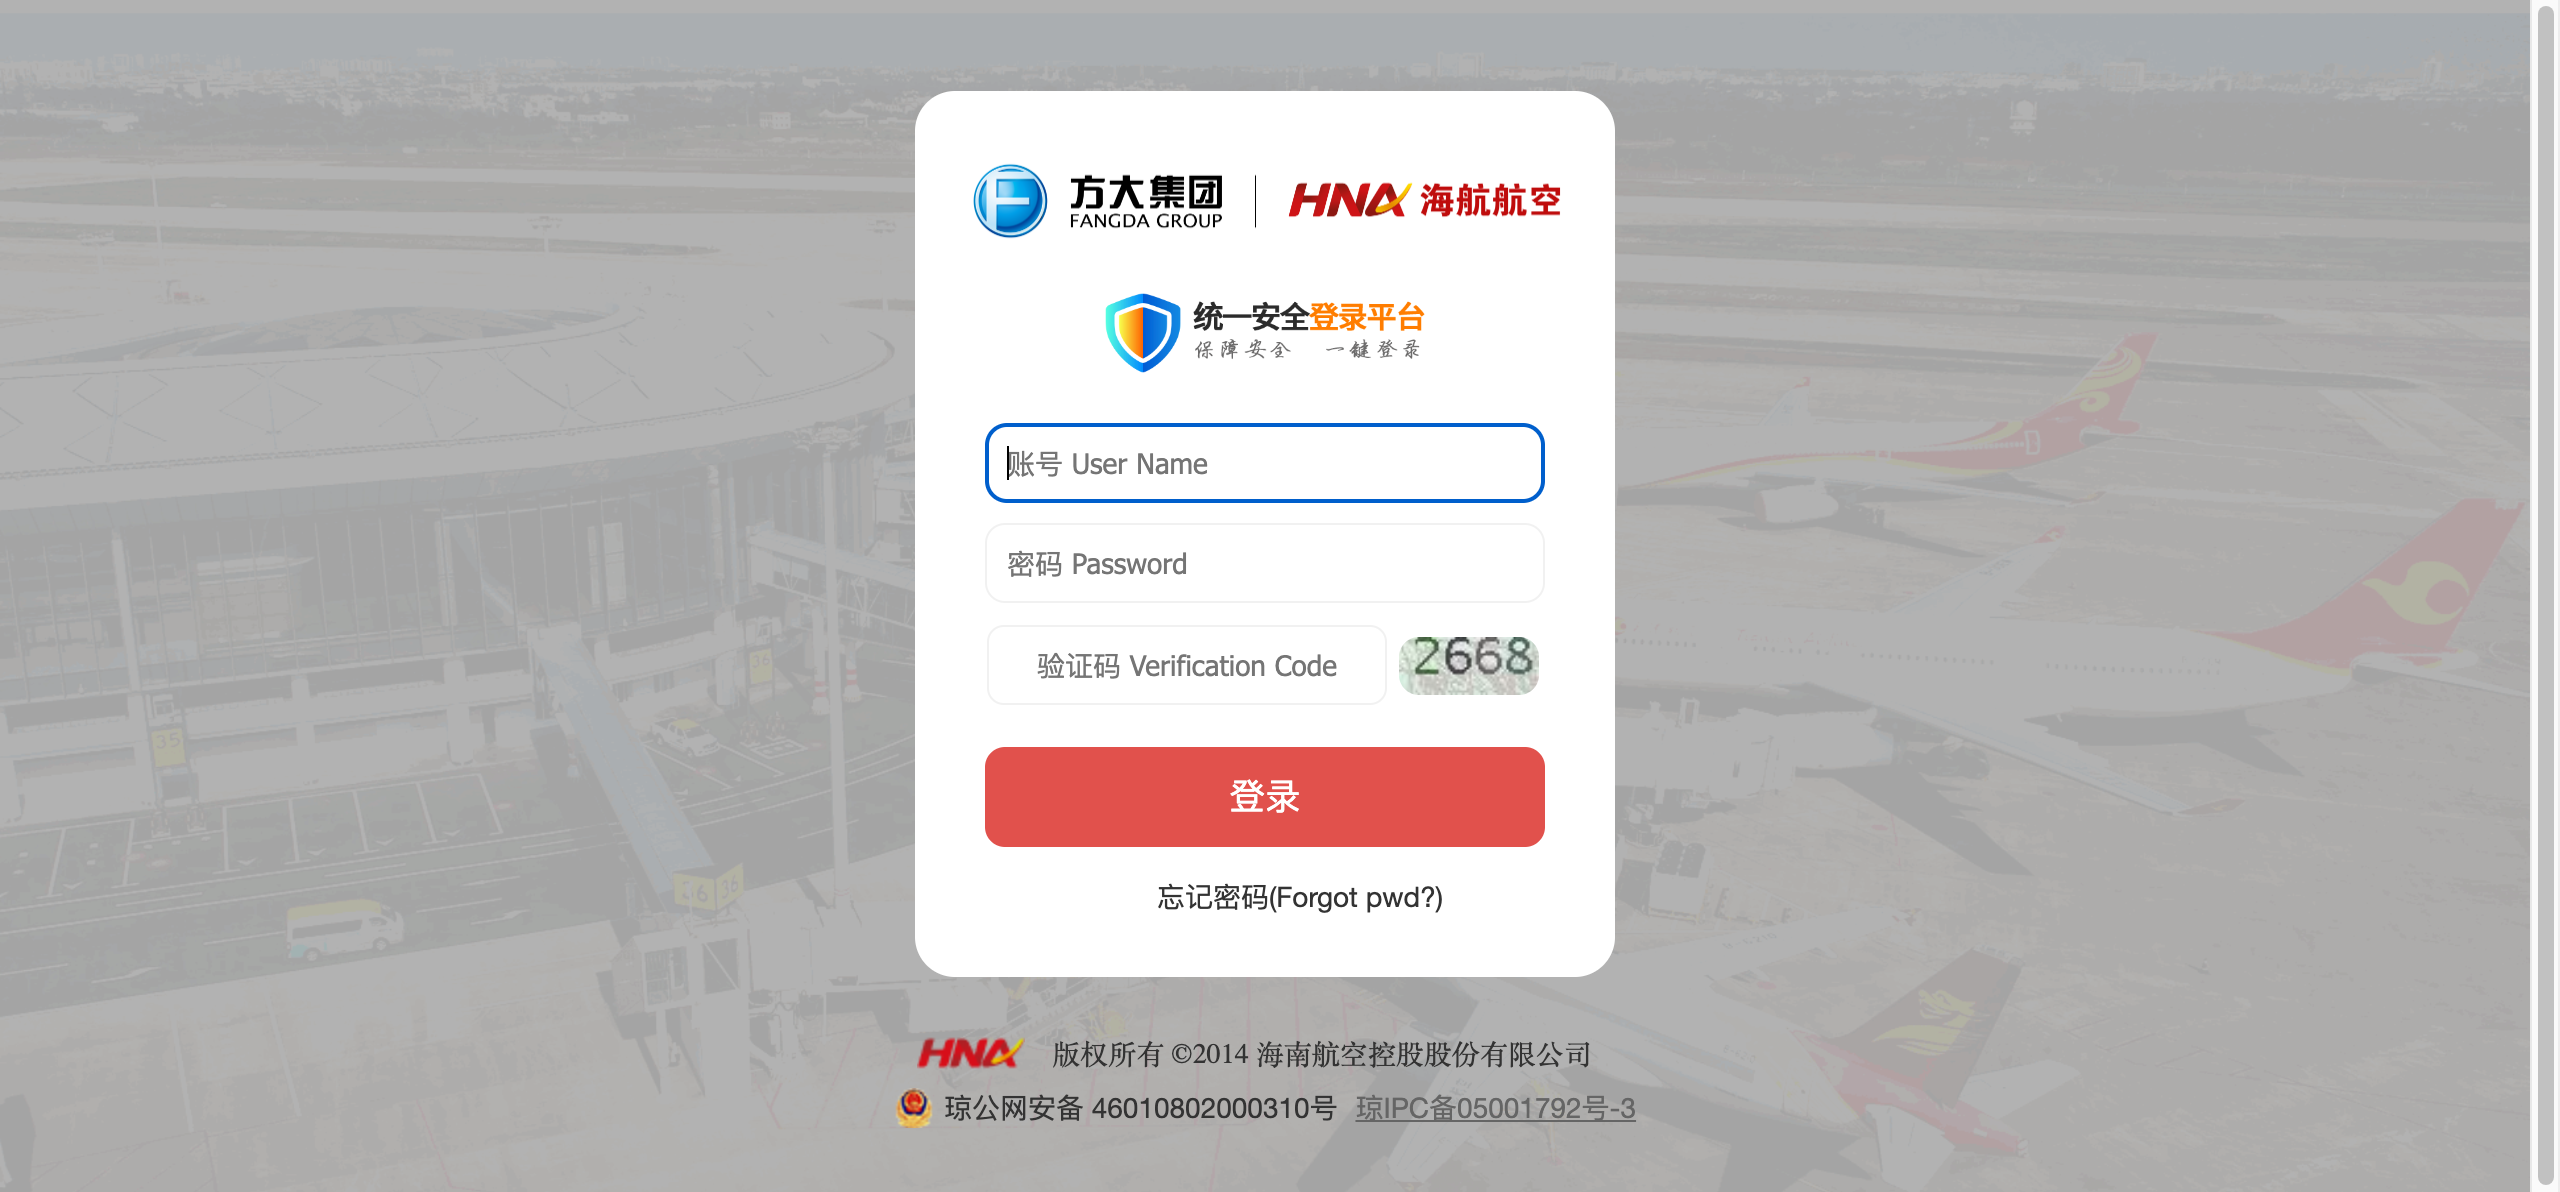 方大集团
FANGDA GROUP
HNA 海航航空
统一安全登录平台
保障安全 一键登录
账号 User Name
密码 Password
验证码 Verification Code
2668
登录
忘记密码(Forgot pwd?)
35
36
36
36
HNA 版权所有 ©2014 海南航空控股股份有限公司
琼公网安备 46010802000310号 琼IPC备05001792号-3